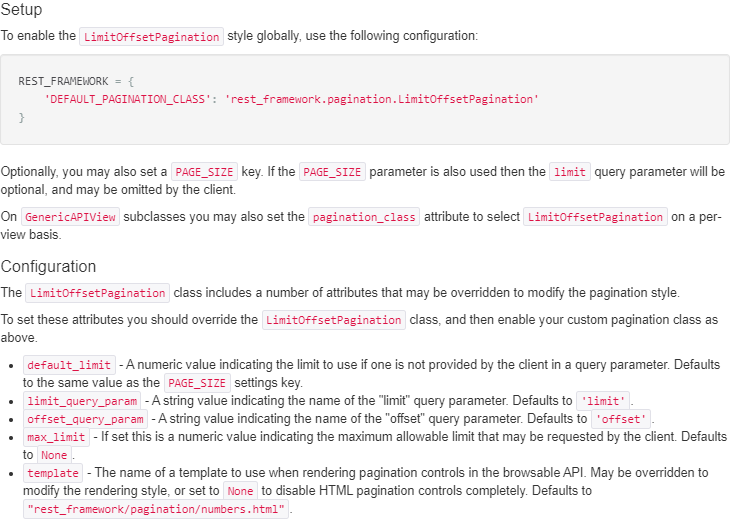 Setup
To enable the LimitOffsetPagination style globally, use the following configuration:
REST_FRAMEWORK = {
    'DEFAULT_PAGINATION_CLASS': 'rest_framework.pagination.LimitOffsetPagination'
}
Optionally, you may also set a PAGE_SIZE key. If the PAGE_SIZE parameter is also used then the limit query parameter will be
optional, and may be omitted by the client.
On GenericAPIView subclasses you may also set the pagination_class attribute to select LimitOffsetPagination on a per-
view basis.
Configuration
The LimitOffsetPagination class includes a number of attributes that may be overridden to modify the pagination style.
To set these attributes you should override the LimitOffsetPagination class, and then enable your custom pagination class as
above.
• default_limit - A numeric value indicating the limit to use if one is not provided by the client in a query parameter. Defaults
to the same value as the PAGE_SIZE settings key.
• limit_query_param - A string value indicating the name of the "limit" query parameter. Defaults to 'limit'.
• offset_query_param - A string value indicating the name of the "offset" query parameter. Defaults to 'offset'.
• max_limit - If set this is a numeric value indicating the maximum allowable limit that may be requested by the client. Defaults
to None.
• template - The name of a template to use when rendering pagination controls in the browsable API. May be overridden to
modify the rendering style, or set to None to disable HTML pagination controls completely. Defaults to
"rest_framework/pagination/numbers.html".